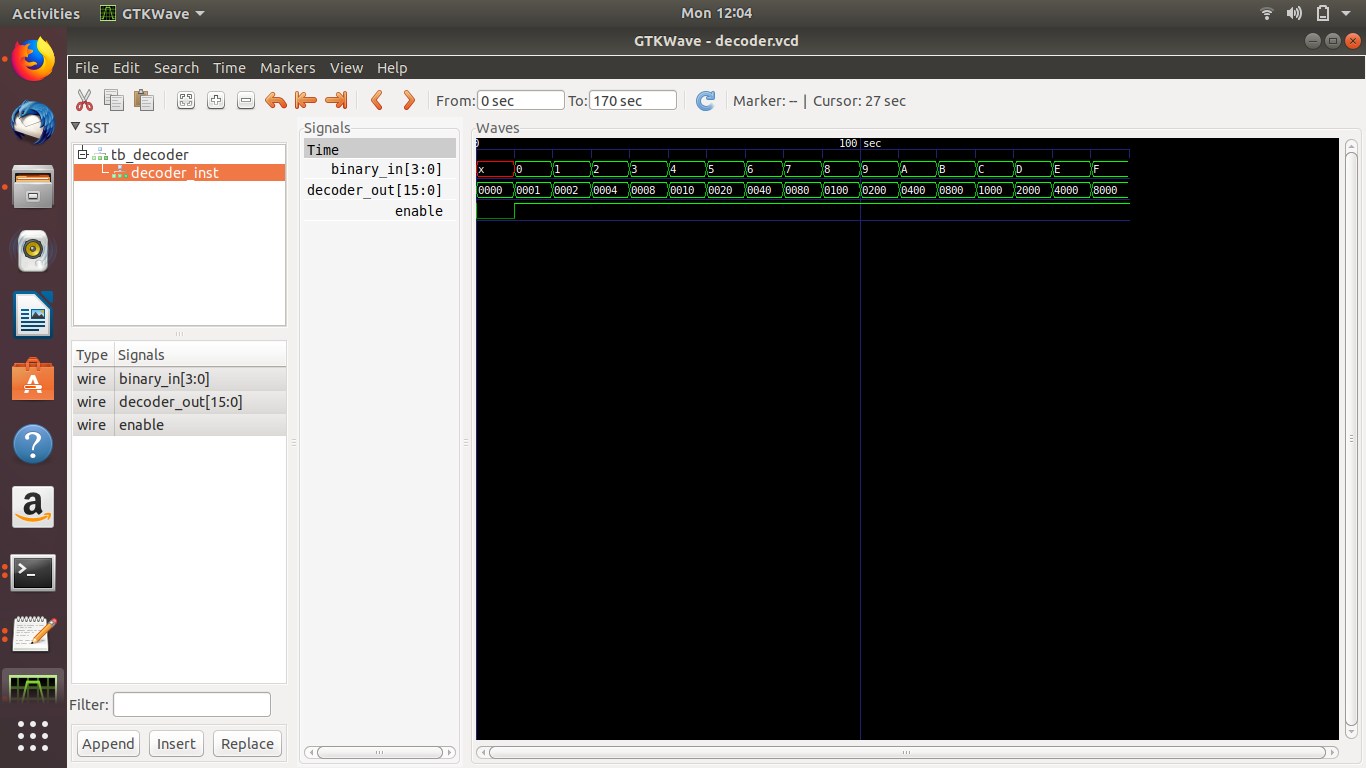 Activities GTKWave Mon 12:04
GTKWave - decoder.vcd
File Edit Search Time Markers View Help
From: 0 sec To: 170 sec Marker: -- | Cursor: 27 sec
SST
tb_decoder
decoder_inst
Type Signals
wire binary_in[3:0]
wire decoder_out[15:0]
wire enable
Filter:
Append Insert Replace
Signals
Time
binary_in[3:0]
decoder_out[15:0]
enable
Waves
0 100 sec
x 0 1 2 3 4 5 6 7 8 9 A B C D E F
0000 0001 0002 0004 0008 0010 0020 0040 0080 0100 0200 0400 0800 1000 2000 4000 8000